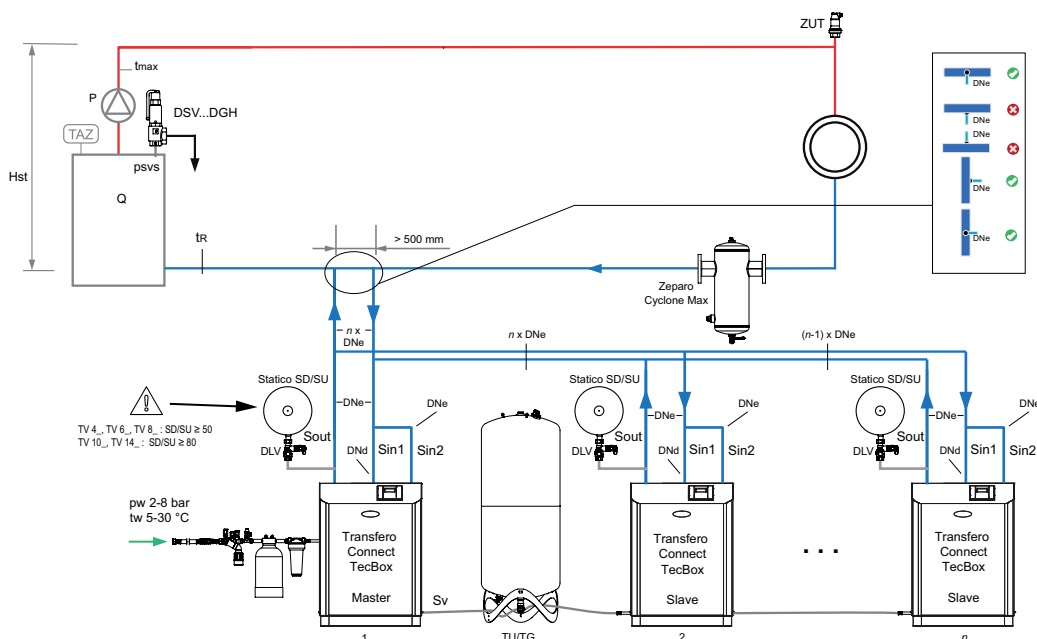 ZUT
tmax
P
DSV...DGH
TAZ
psvs
Hst
Q
DNe
DNe
DNe
DNe
DNe
tR
> 500 mm
Zeparo
Cyclone Max
n x
DNe
n x DNe
(n-1) x DNe
Statico SD/SU
Statico SD/SU
Statico SD/SU
DNe
DNe
DNe
DNe
DNe
DNe
TV 4_, TV 6_, TV 8_ : SD/SU ≥ 50
TV 10_, TV 14_ : SD/SU ≥ 80
Sout
Sin1
Sin2
DLV
DNd
Sout
Sin1
Sin2
DLV
DNd
Sout
Sin1
Sin2
DLV
DNd
pw 2-8 bar
tw 5-30 °C
Transfero
Connect
TecBox
Master
Transfero
Connect
TecBox
Slave
. . .
Transfero
Connect
TecBox
Slave
Sv
1
TU/TG
2
n